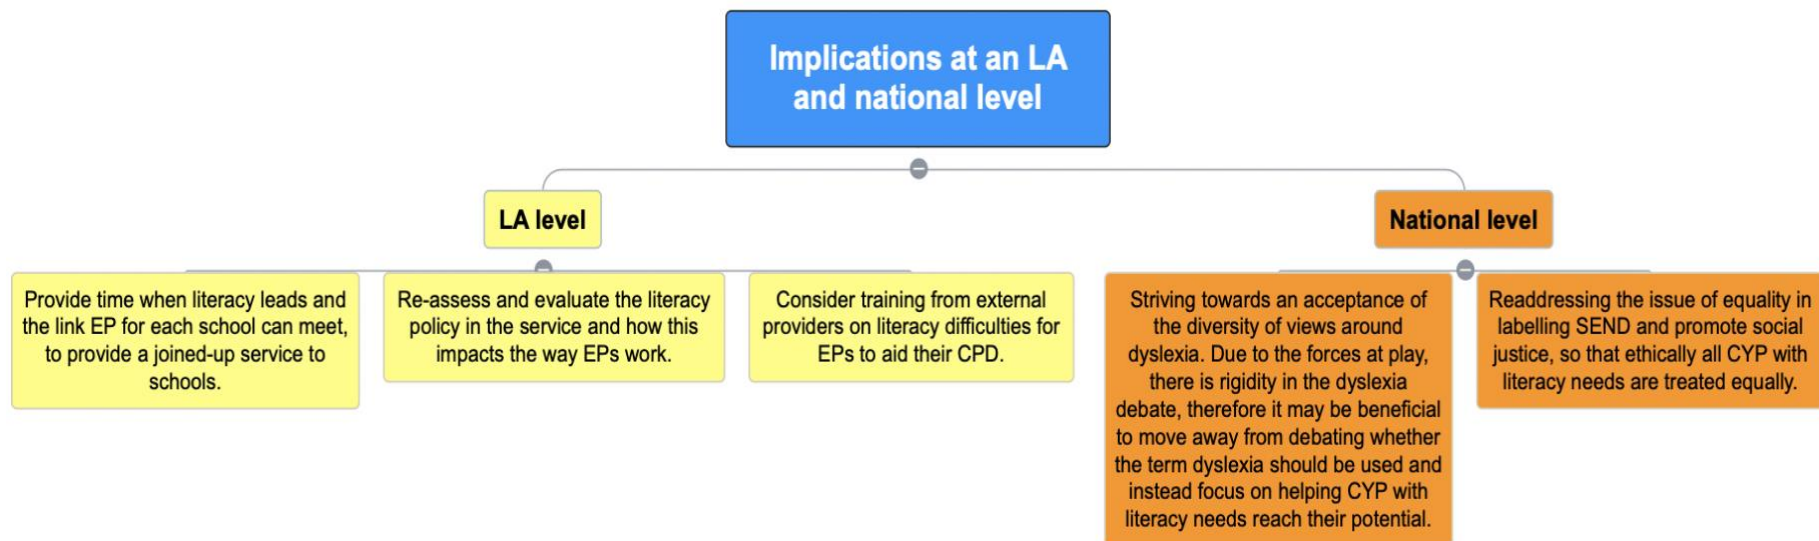 Implications at an LA
and national level
LA level
National level
Provide time when literacy leads and
the link EP for each school can meet,
to provide a joined-up service to
schools.
Re-assess and evaluate the literacy
policy in the service and how this
impacts the way EPs work.
Consider training from external
providers on literacy difficulties for
EPs to aid their CPD.
Striving towards an acceptance of
the diversity of views around
dyslexia. Due to the forces at play,
there is rigidity in the dyslexia
debate, therefore it may be beneficial
to move away from debating whether
the term dyslexia should be used and
instead focus on helping CYP with
literacy needs reach their potential.
Readdressing the issue of equality in
labelling SEND and promote social
justice, so that ethically all CYP with
literacy needs are treated equally.